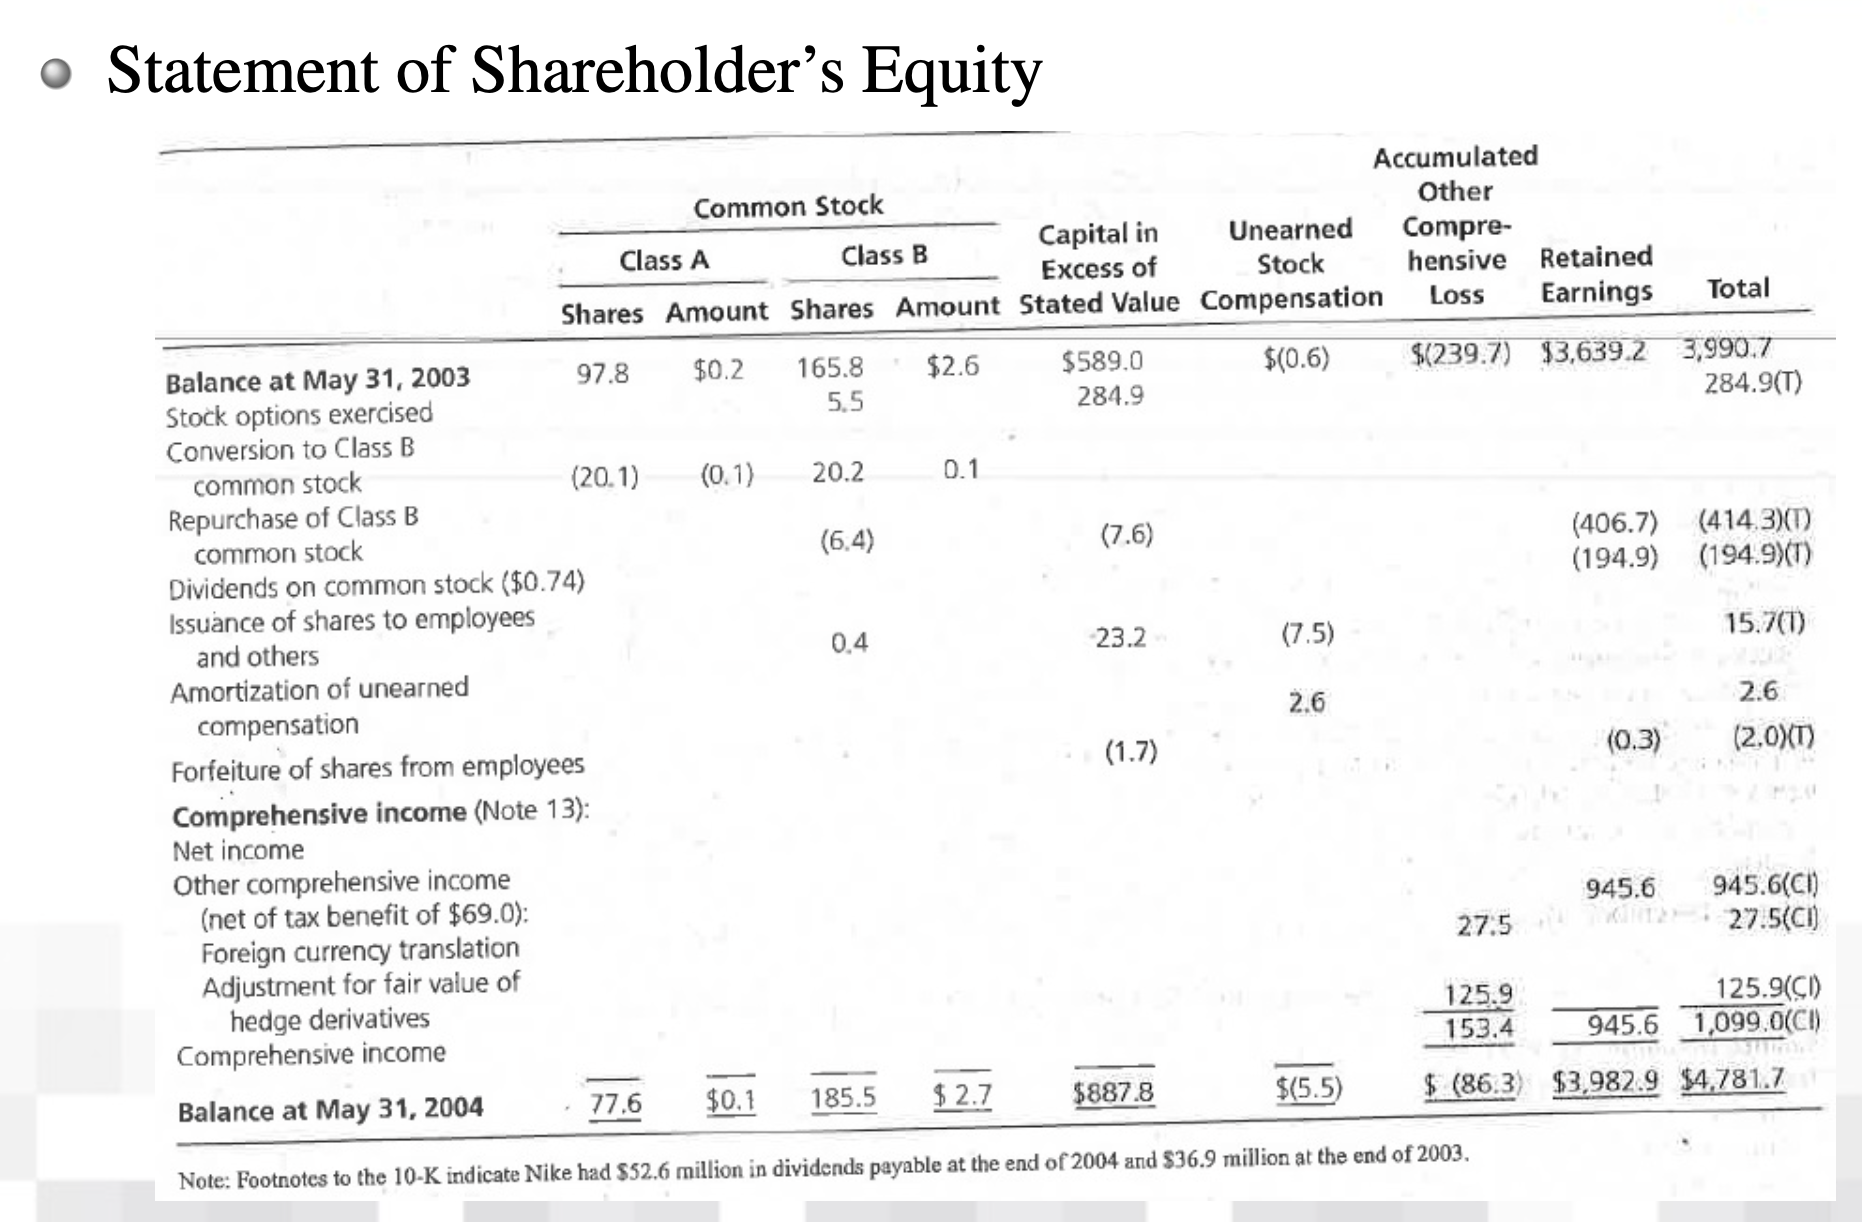 Statement of Shareholder's Equity
Accumulated
Other
Common Stock
Capital in Unearned Compre-
Class A Class B Excess of Stock hensive Retained
Shares Amount Shares Amount Stated Value Compensation Loss Earnings Total
Balance at May 31, 2003 97.8 $0.2 165.8 $2.6 $589.0 $(0.6) $(239.7) $3,639.2 3,990.7
Stock options exercised 5.5 284.9 284.9(T)
Conversion to Class B
common stock (20.1) (0.1) 20.2 0.1
Repurchase of Class B
common stock (6.4) (7.6) (406.7) (414.3)(T)
Dividends on common stock ($0.74) (194.9) (194.9)(T)
Issuance of shares to employees
and others 0.4 23.2 (7.5) 15.7(T)
Amortization of unearned
compensation 2.6 2.6
Forfeiture of shares from employees (1.7) (0.3) (2.0)(T)
Comprehensive income (Note 13):
Net income 945.6 945.6(CI)
Other comprehensive income
(net of tax benefit of $69.0):
Foreign currency translation 27.5 27.5(CI)
Adjustment for fair value of
hedge derivatives 125.9 125.9(CI)
Comprehensive income 153.4 945.6 1,099.0(CI)
Balance at May 31, 2004 77.6 $0.1 185.5 $ 2.7 $887.8 $(5.5) $ (86.3) $3,982.9 $4,781.7
Note: Footnotes to the 10-K indicate Nike had $52.6 million in dividends payable at the end of 2004 and $36.9 million at the end of 2003.